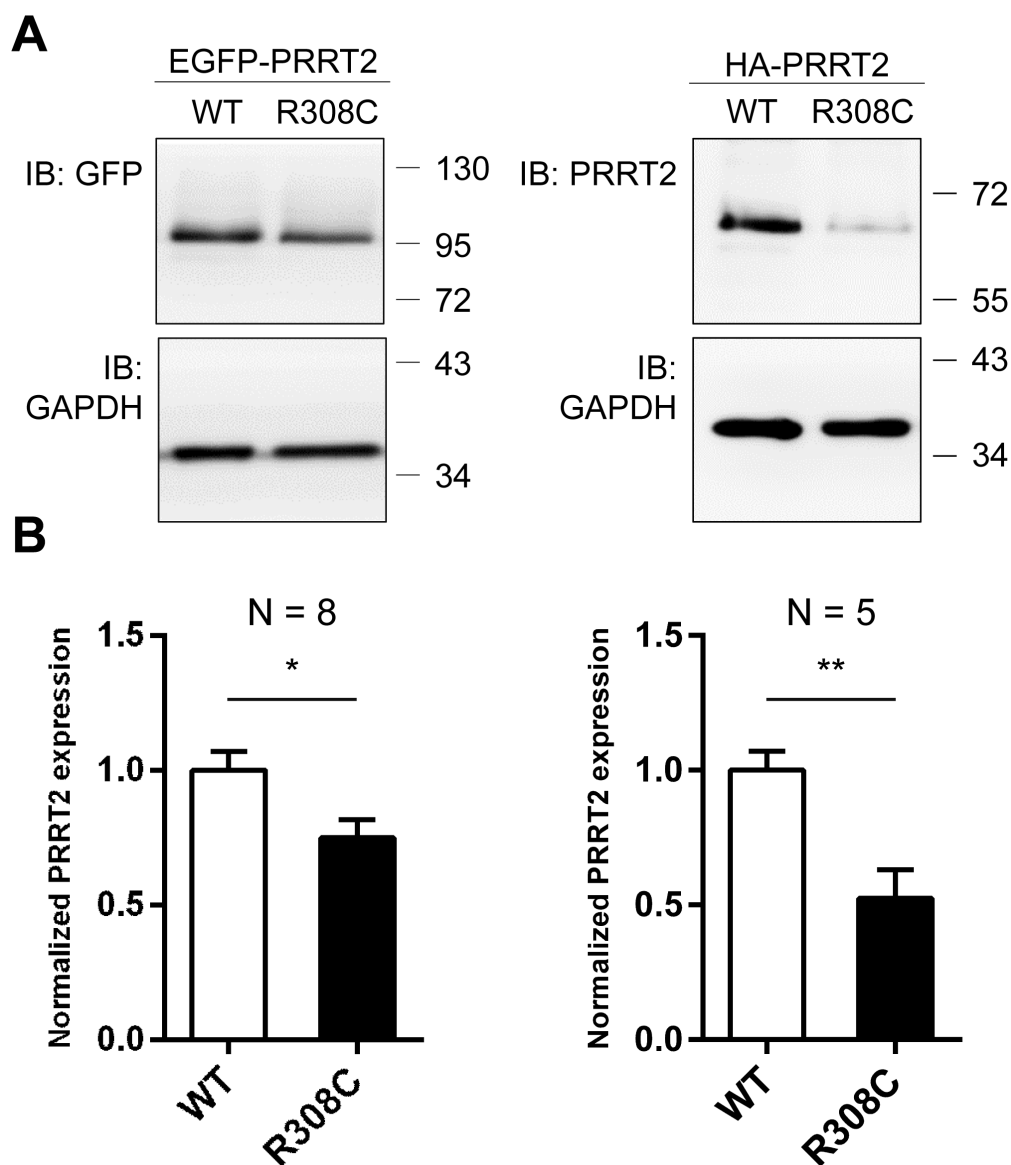 A
EGFP-PRRT2
WT R308C
IB: GFP
130
95
72
IB:
GAPDH
43
34
HA-PRRT2
WT R308C
IB: PRRT2
72
55
IB:
GAPDH
43
34
B
N = 8
*
Normalized PRRT2 expression
1.5
1.0
0.5
0.0
WT
R308C
N = 5
**
Normalized PRRT2 expression
1.5
1.0
0.5
0.0
WT
R308C